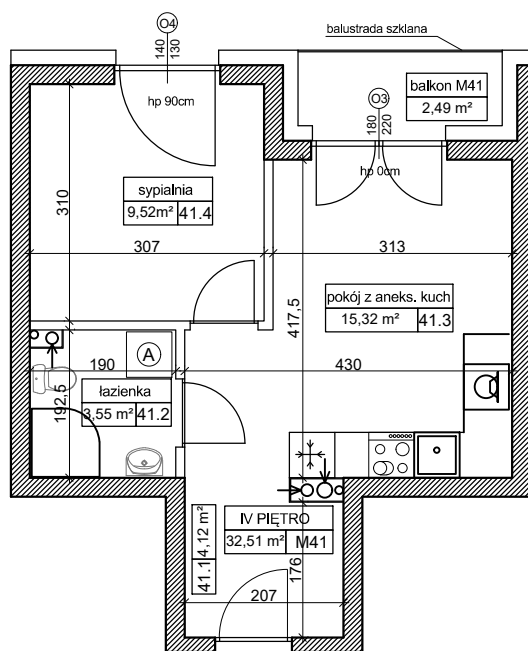 O4
140
130
balustrada szklana
balkon M41
2,49 m²
O3
180
220
hp 90cm
hp 0cm
sypialnia
9,52m² 41.4
310
307
313
pokój z aneks. kuch
15,32 m² 41.3
417,5
190
A
430
łazienka
3,55 m² 41.2
192,5
IV PIĘTRO
32,51 m² M41
41.1 4,12 m²
176
207